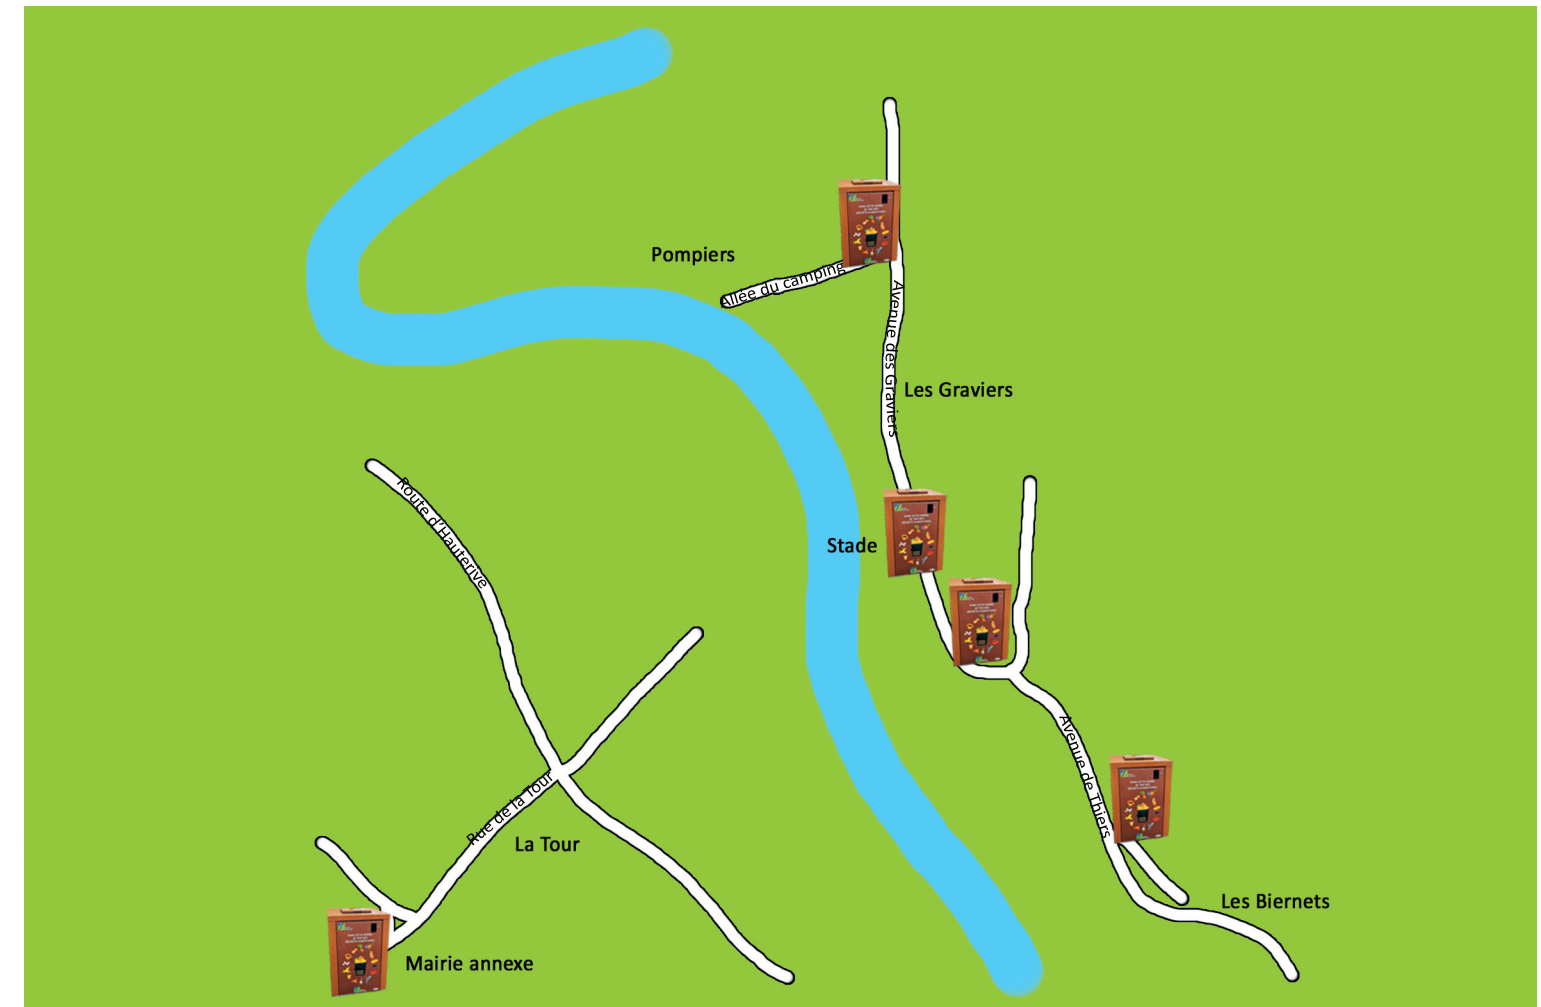 Pompiers
Allée du camping
Avenue des Graviers
Les Graviers
Route d'Hauterive
Stade
Avenue de Thiers
Rue de la Tour
La Tour
Les Biernets
Mairie annexe